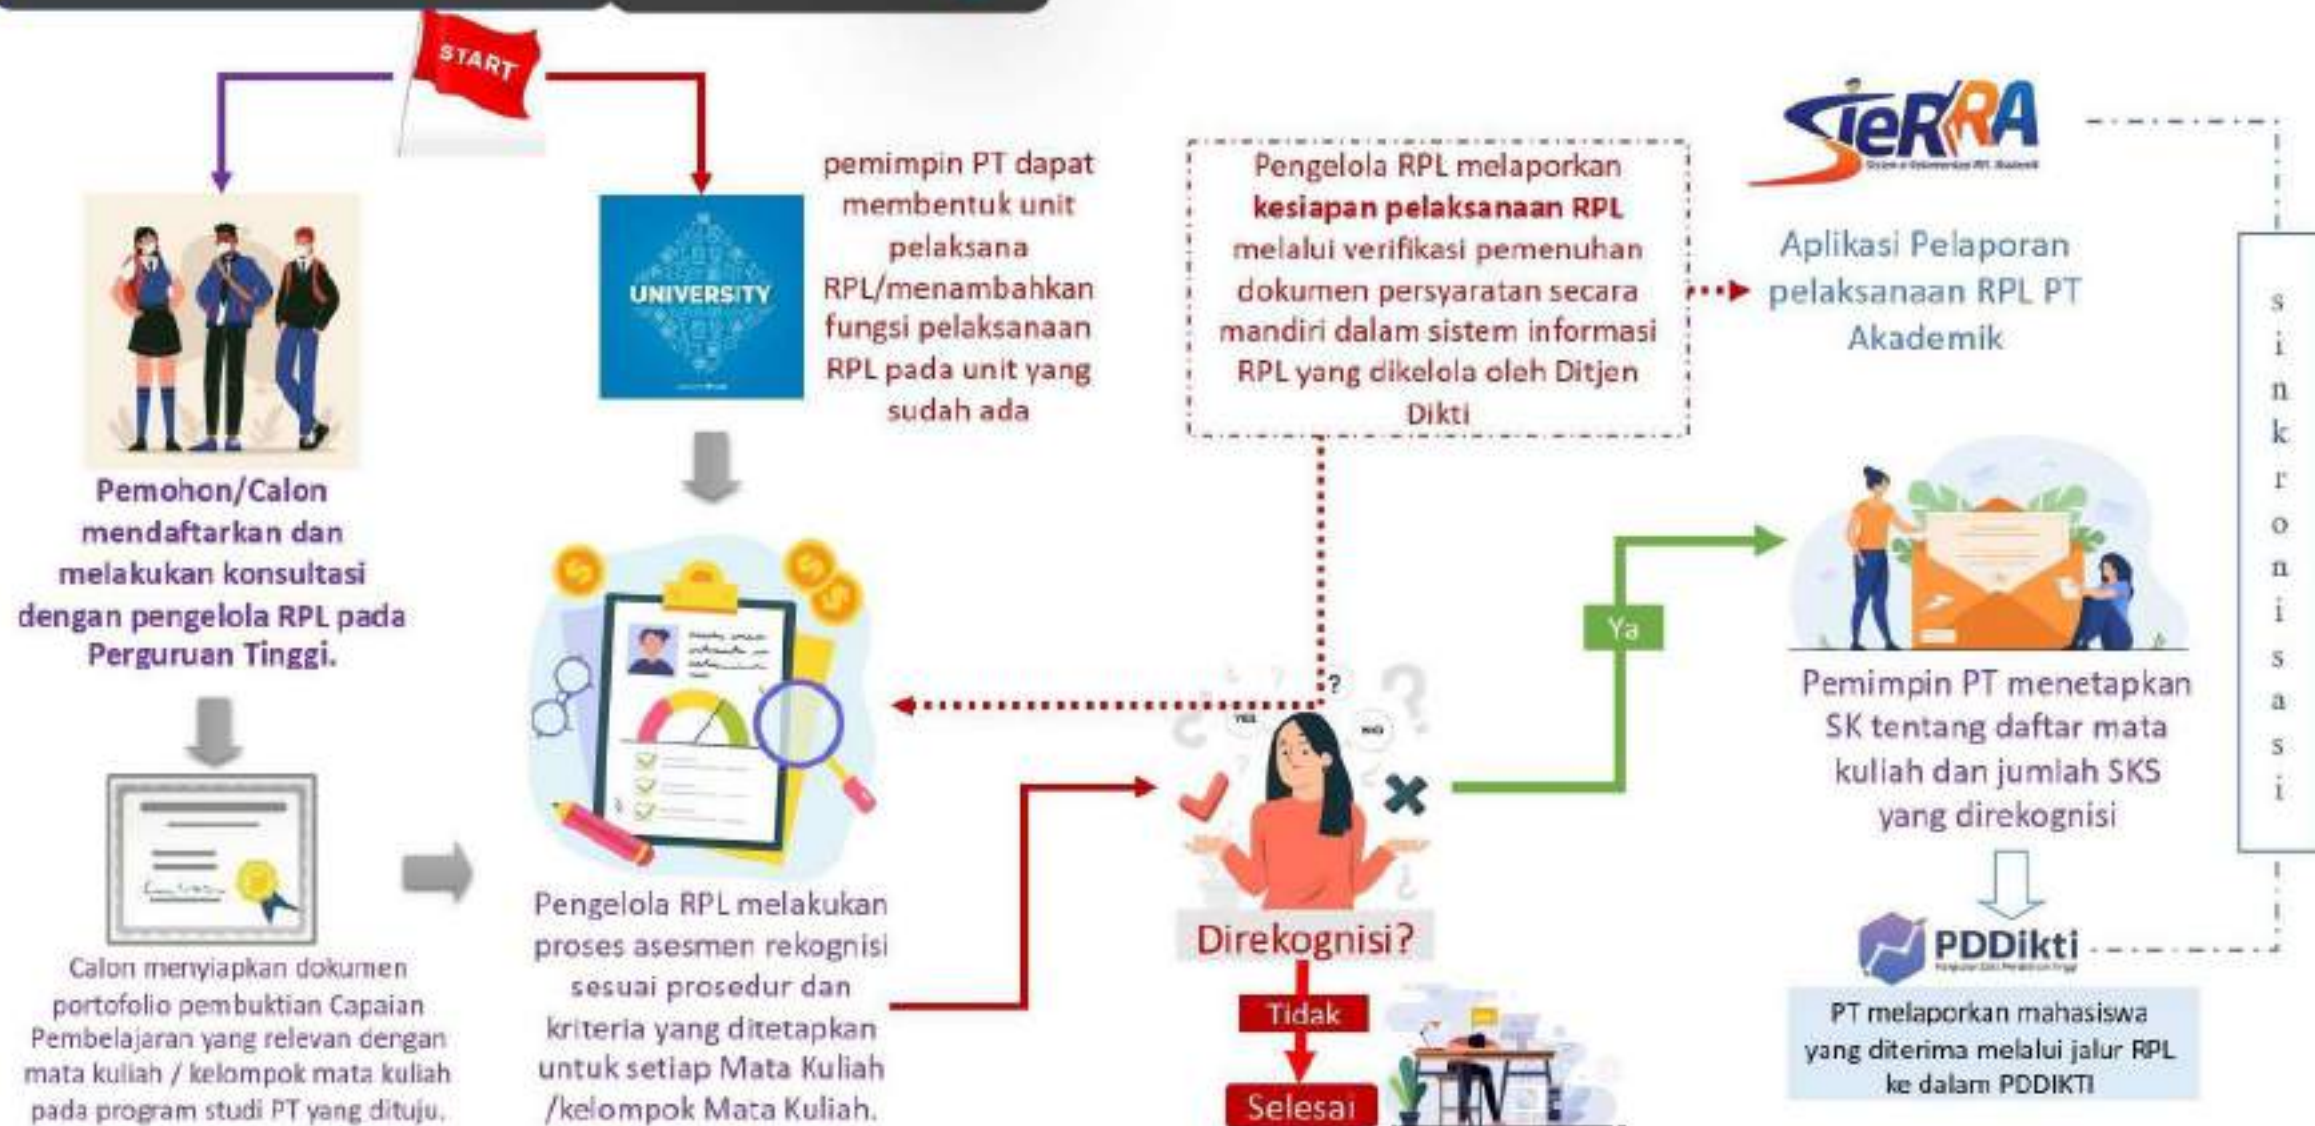 START
pemimpin PT dapat
membentuk unit
pelaksana
RPL/menambahkan
fungsi pelaksanaan
RPL pada unit yang
sudah ada
UNIVERSITY
Pengelola RPL melaporkan
kesiapan pelaksanaan RPL
melalui verifikasi pemenuhan
dokumen persyaratan secara
mandiri dalam sistem informasi
RPL yang dikelola oleh Ditjen
Dikti
SIeRRA
Aplikasi Pelaporan
pelaksanaan RPL PT
Akademik
sinkronisasi
Pemohon/Calon
mendaftarkan dan
melakukan konsultasi
dengan pengelola RPL pada
Perguruan Tinggi.
Calon menyiapkan dokumen
portofolio pembuktian Capaian
Pembelajaran yang relevan dengan
mata kuliah / kelompok mata kuliah
pada program studi PT yang dituju.
Pengelola RPL melakukan
proses asesmen rekognisi
sesuai prosedur dan
kriteria yang ditetapkan
untuk setiap Mata Kuliah
/kelompok Mata Kuliah.
?
YES
NO
Direkognisi?
Tidak
Selesai
Ya
Pemimpin PT menetapkan
SK tentang daftar mata
kuliah dan jumlah SKS
yang direkognisi
PDDikti
PT melaporkan mahasiswa
yang diterima melalui jalur RPL
ke dalam PDDIKTI